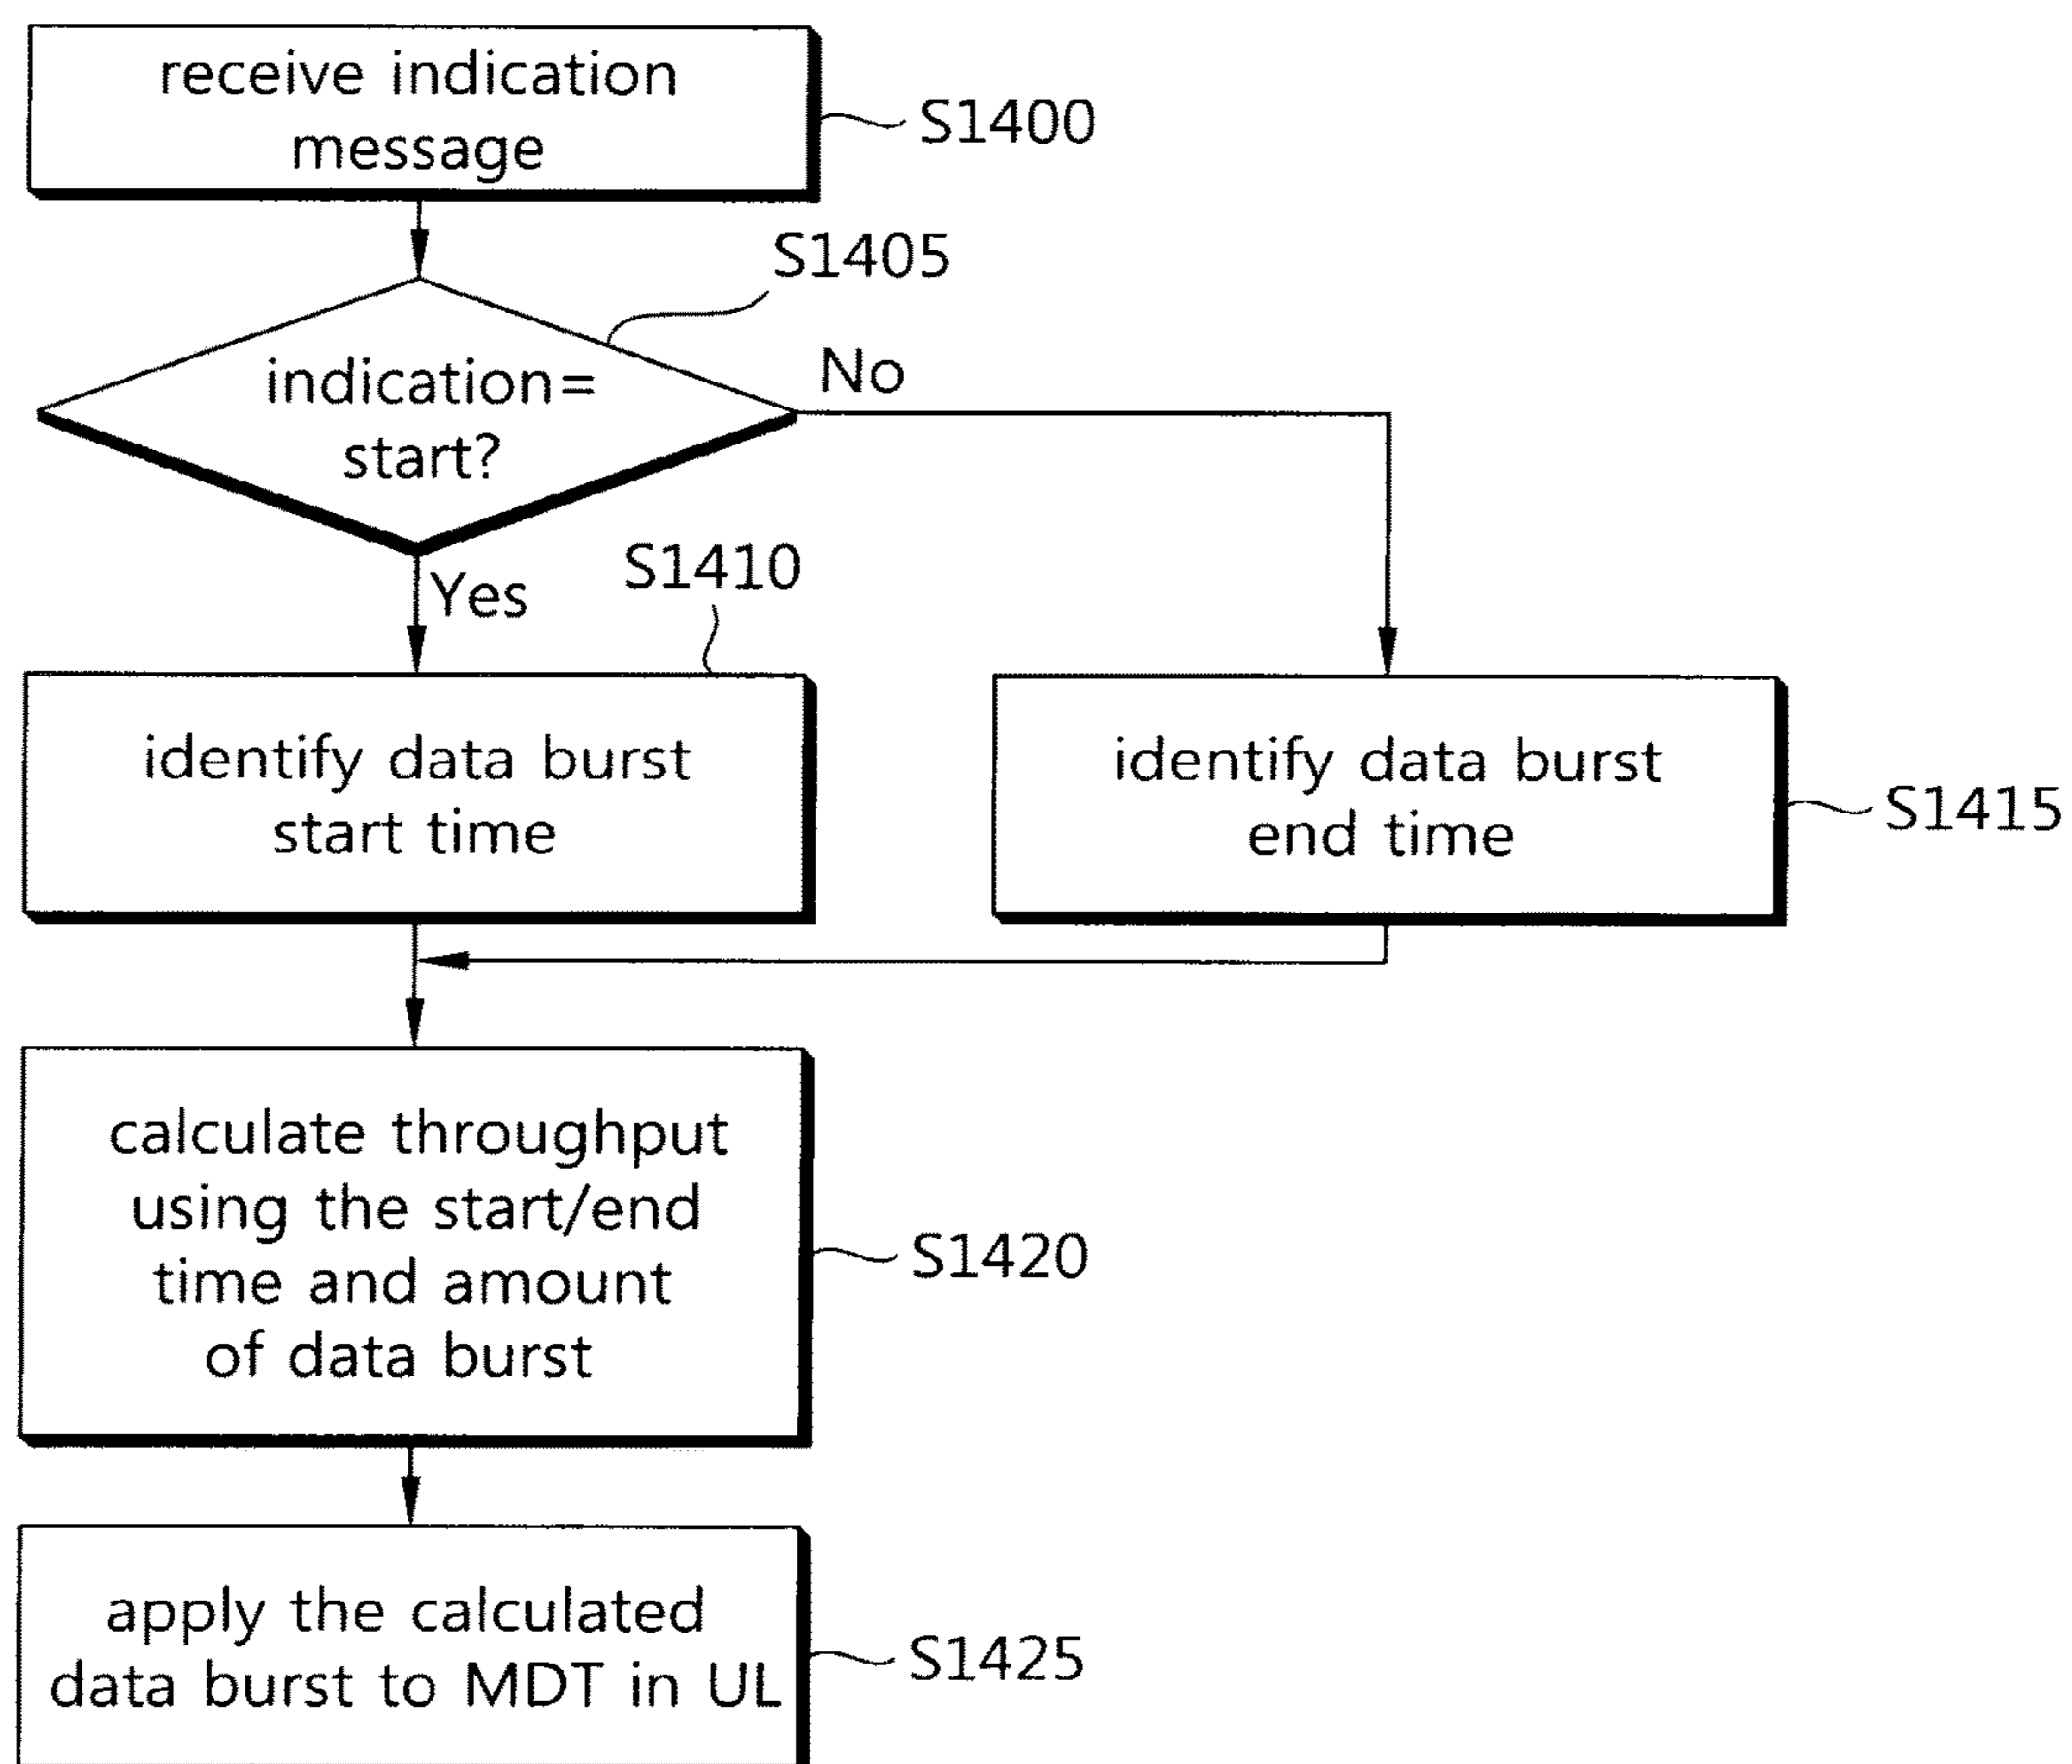 receive indication
message
S1400
S1405
indication=
start?
No
Yes
S1410
identify data burst
start time
identify data burst
end time
S1415
calculate throughput
using the start/end
time and amount
of data burst
S1420
apply the calculated
data burst to MDT in UL
S1425